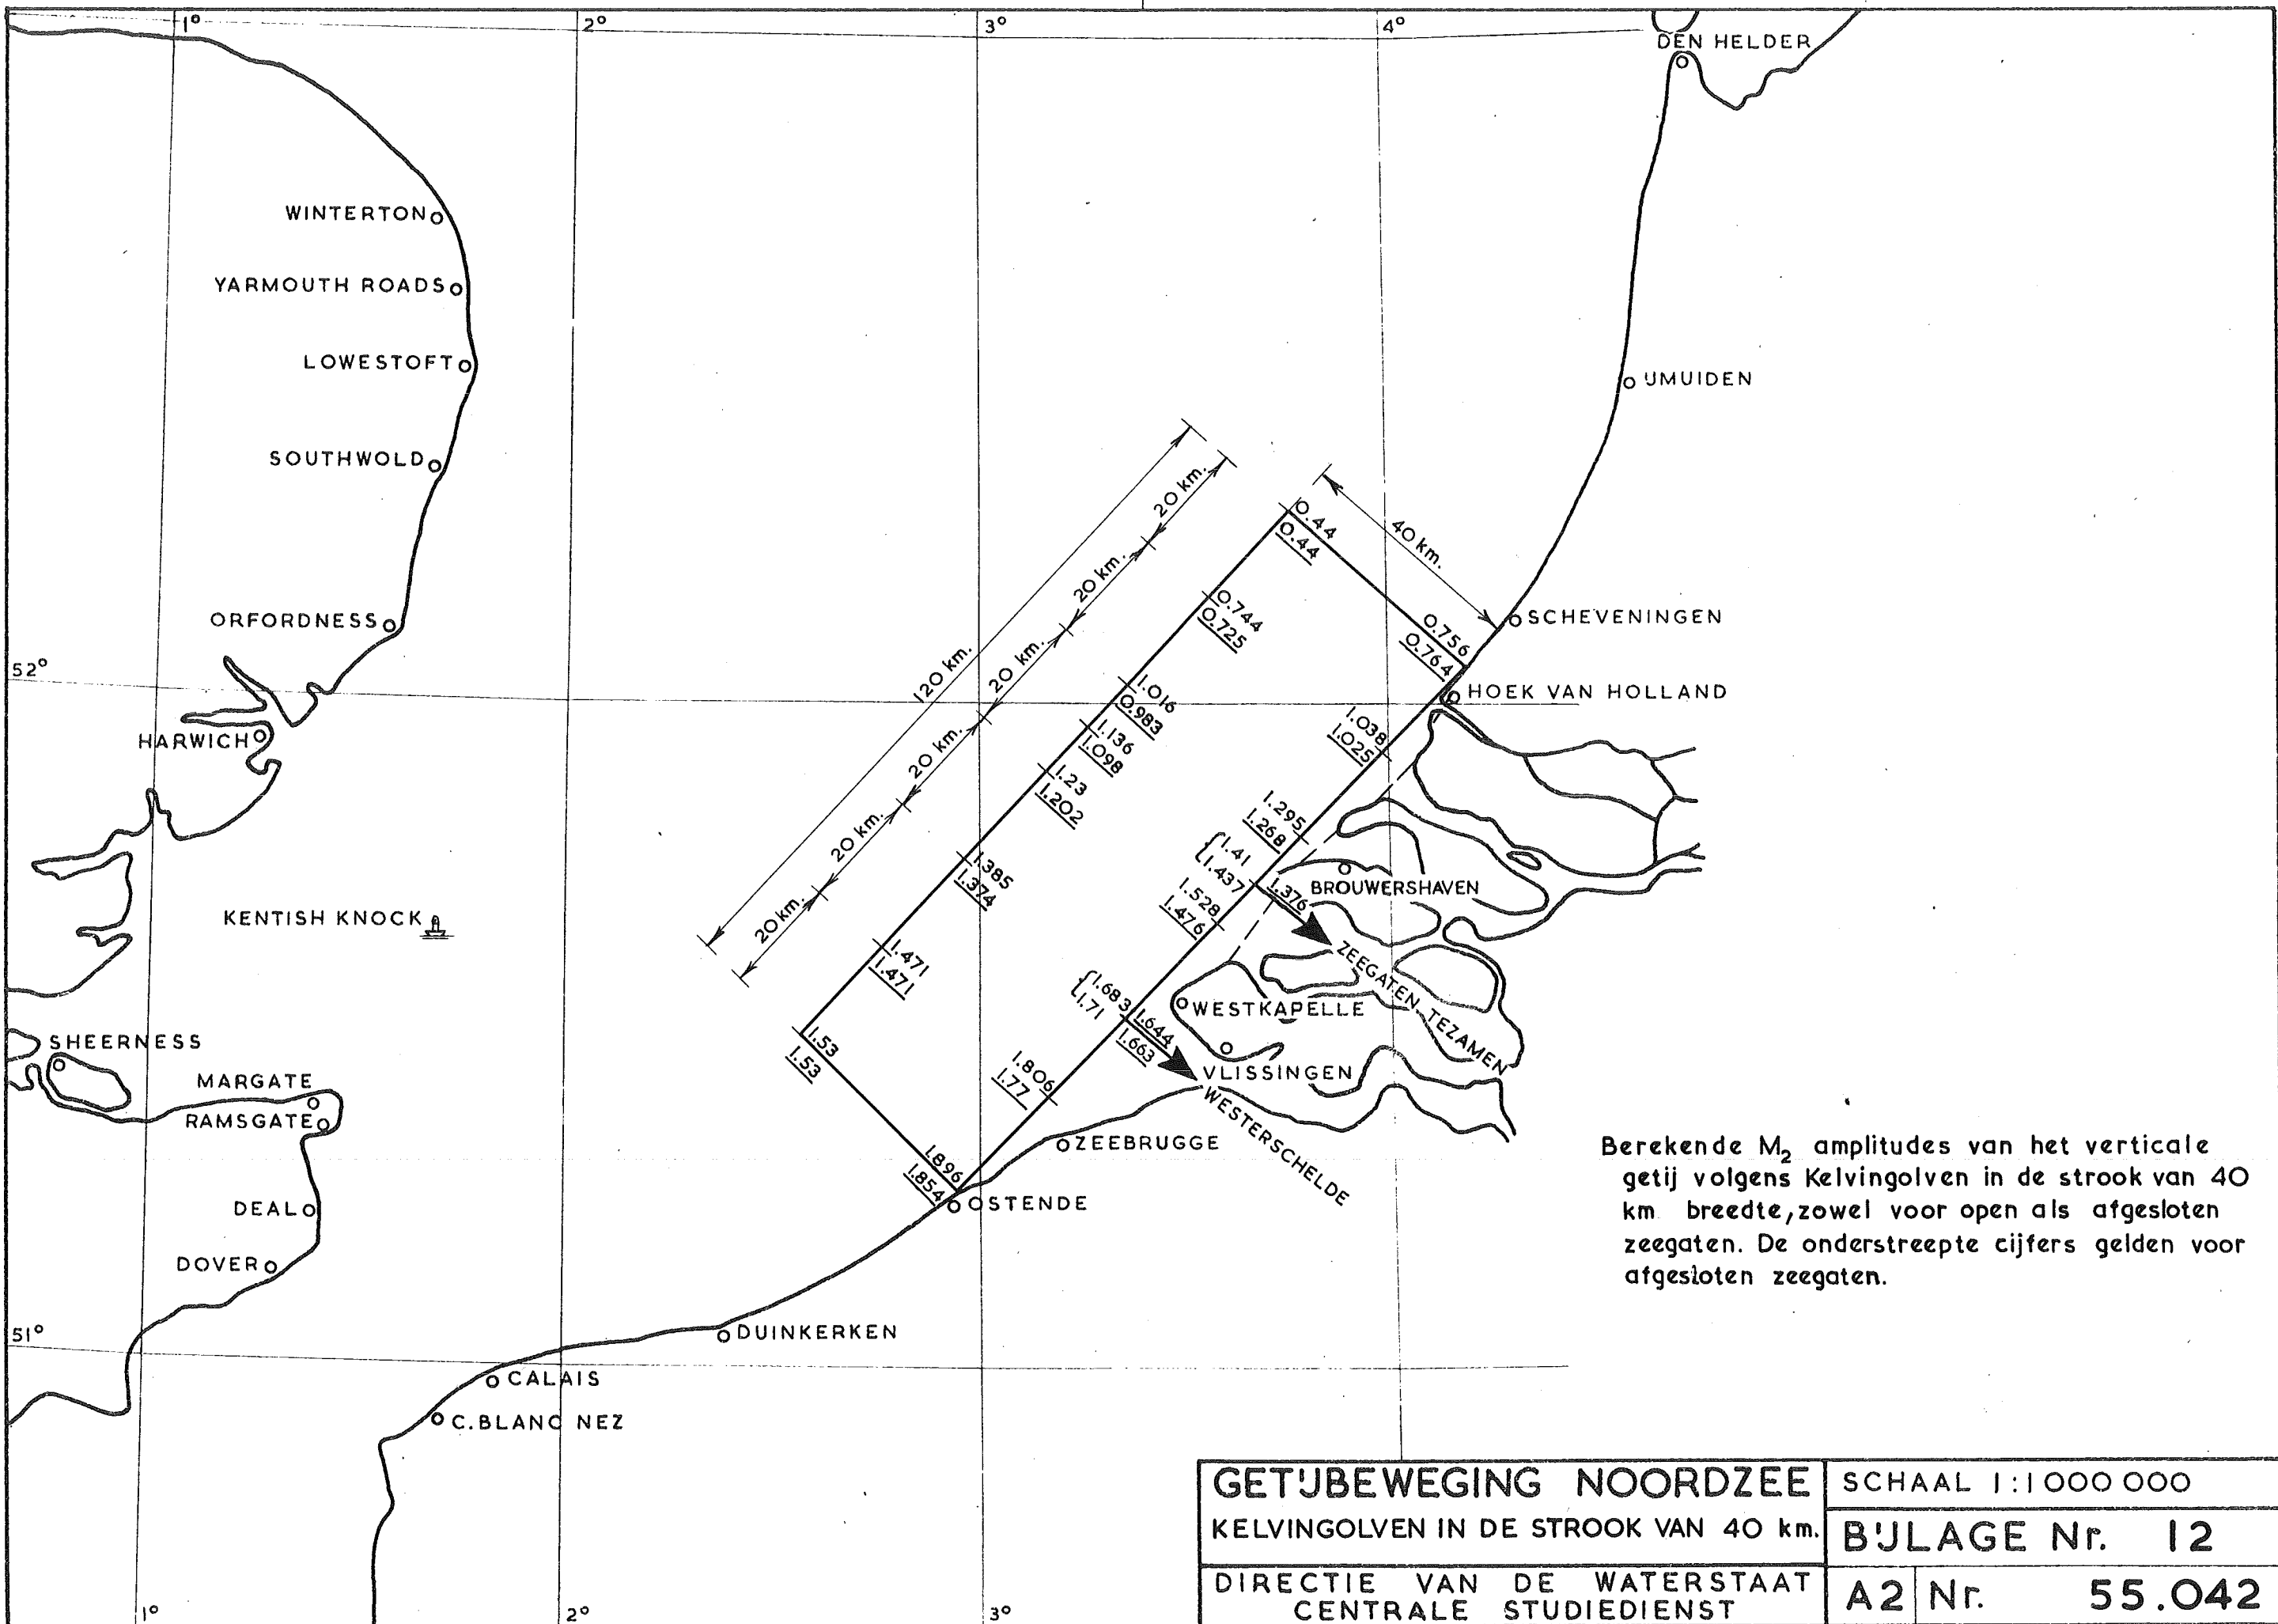 1° 2° 3° 4°
DEN HELDER
WINTERTON
YARMOUTH ROADS
LOWESTOFT
IJMUIDEN
SOUTHWOLD
20 km.
0.44
0.44
40 km.
20 km.
ORFORDNESS
0.744
0.725
SCHEVENINGEN
0.756
0.764
52°
120 km.
20 km.
1.016
0.983
HOEK VAN HOLLAND
HARWICH
20 km.
1.136
1.098
1.038
1.025
1.23
1.202
20 km.
1.295
1.268
1.385
1.374
{1.41
1.437
1.376
BROUWERSHAVEN
KENTISH KNOCK
20 km.
1.528
1.476
1.471
1.471
ZEEGATEN TEZAMEN
{1.683
1.71
1.644
1.663
WESTKAPELLE
SHEERNESS
1.53
1.53
VLISSINGEN
MARGATE
1.806
1.77
RAMSGATE
WESTERSCHELDE
ZEEBRUGGE
1.896
1.854
DEAL
OSTENDE
DOVER
Berekende M₂ amplitudes van het verticale
getij volgens Kelvingolven in de strook van 40
km breedte, zowel voor open als afgesloten
zeegaten. De onderstreepte cijfers gelden voor
afgesloten zeegaten.
51°
DUINKERKEN
CALAIS
C. BLANC NEZ
GETIJBEWEGING NOORDZEE
SCHAAL 1:1000 000
KELVINGOLVEN IN DE STROOK VAN 40 km.
BIJLAGE Nr. 12
DIRECTIE VAN DE WATERSTAAT
CENTRALE STUDIEDIENST
A2 Nr. 55.042
1° 2° 3°